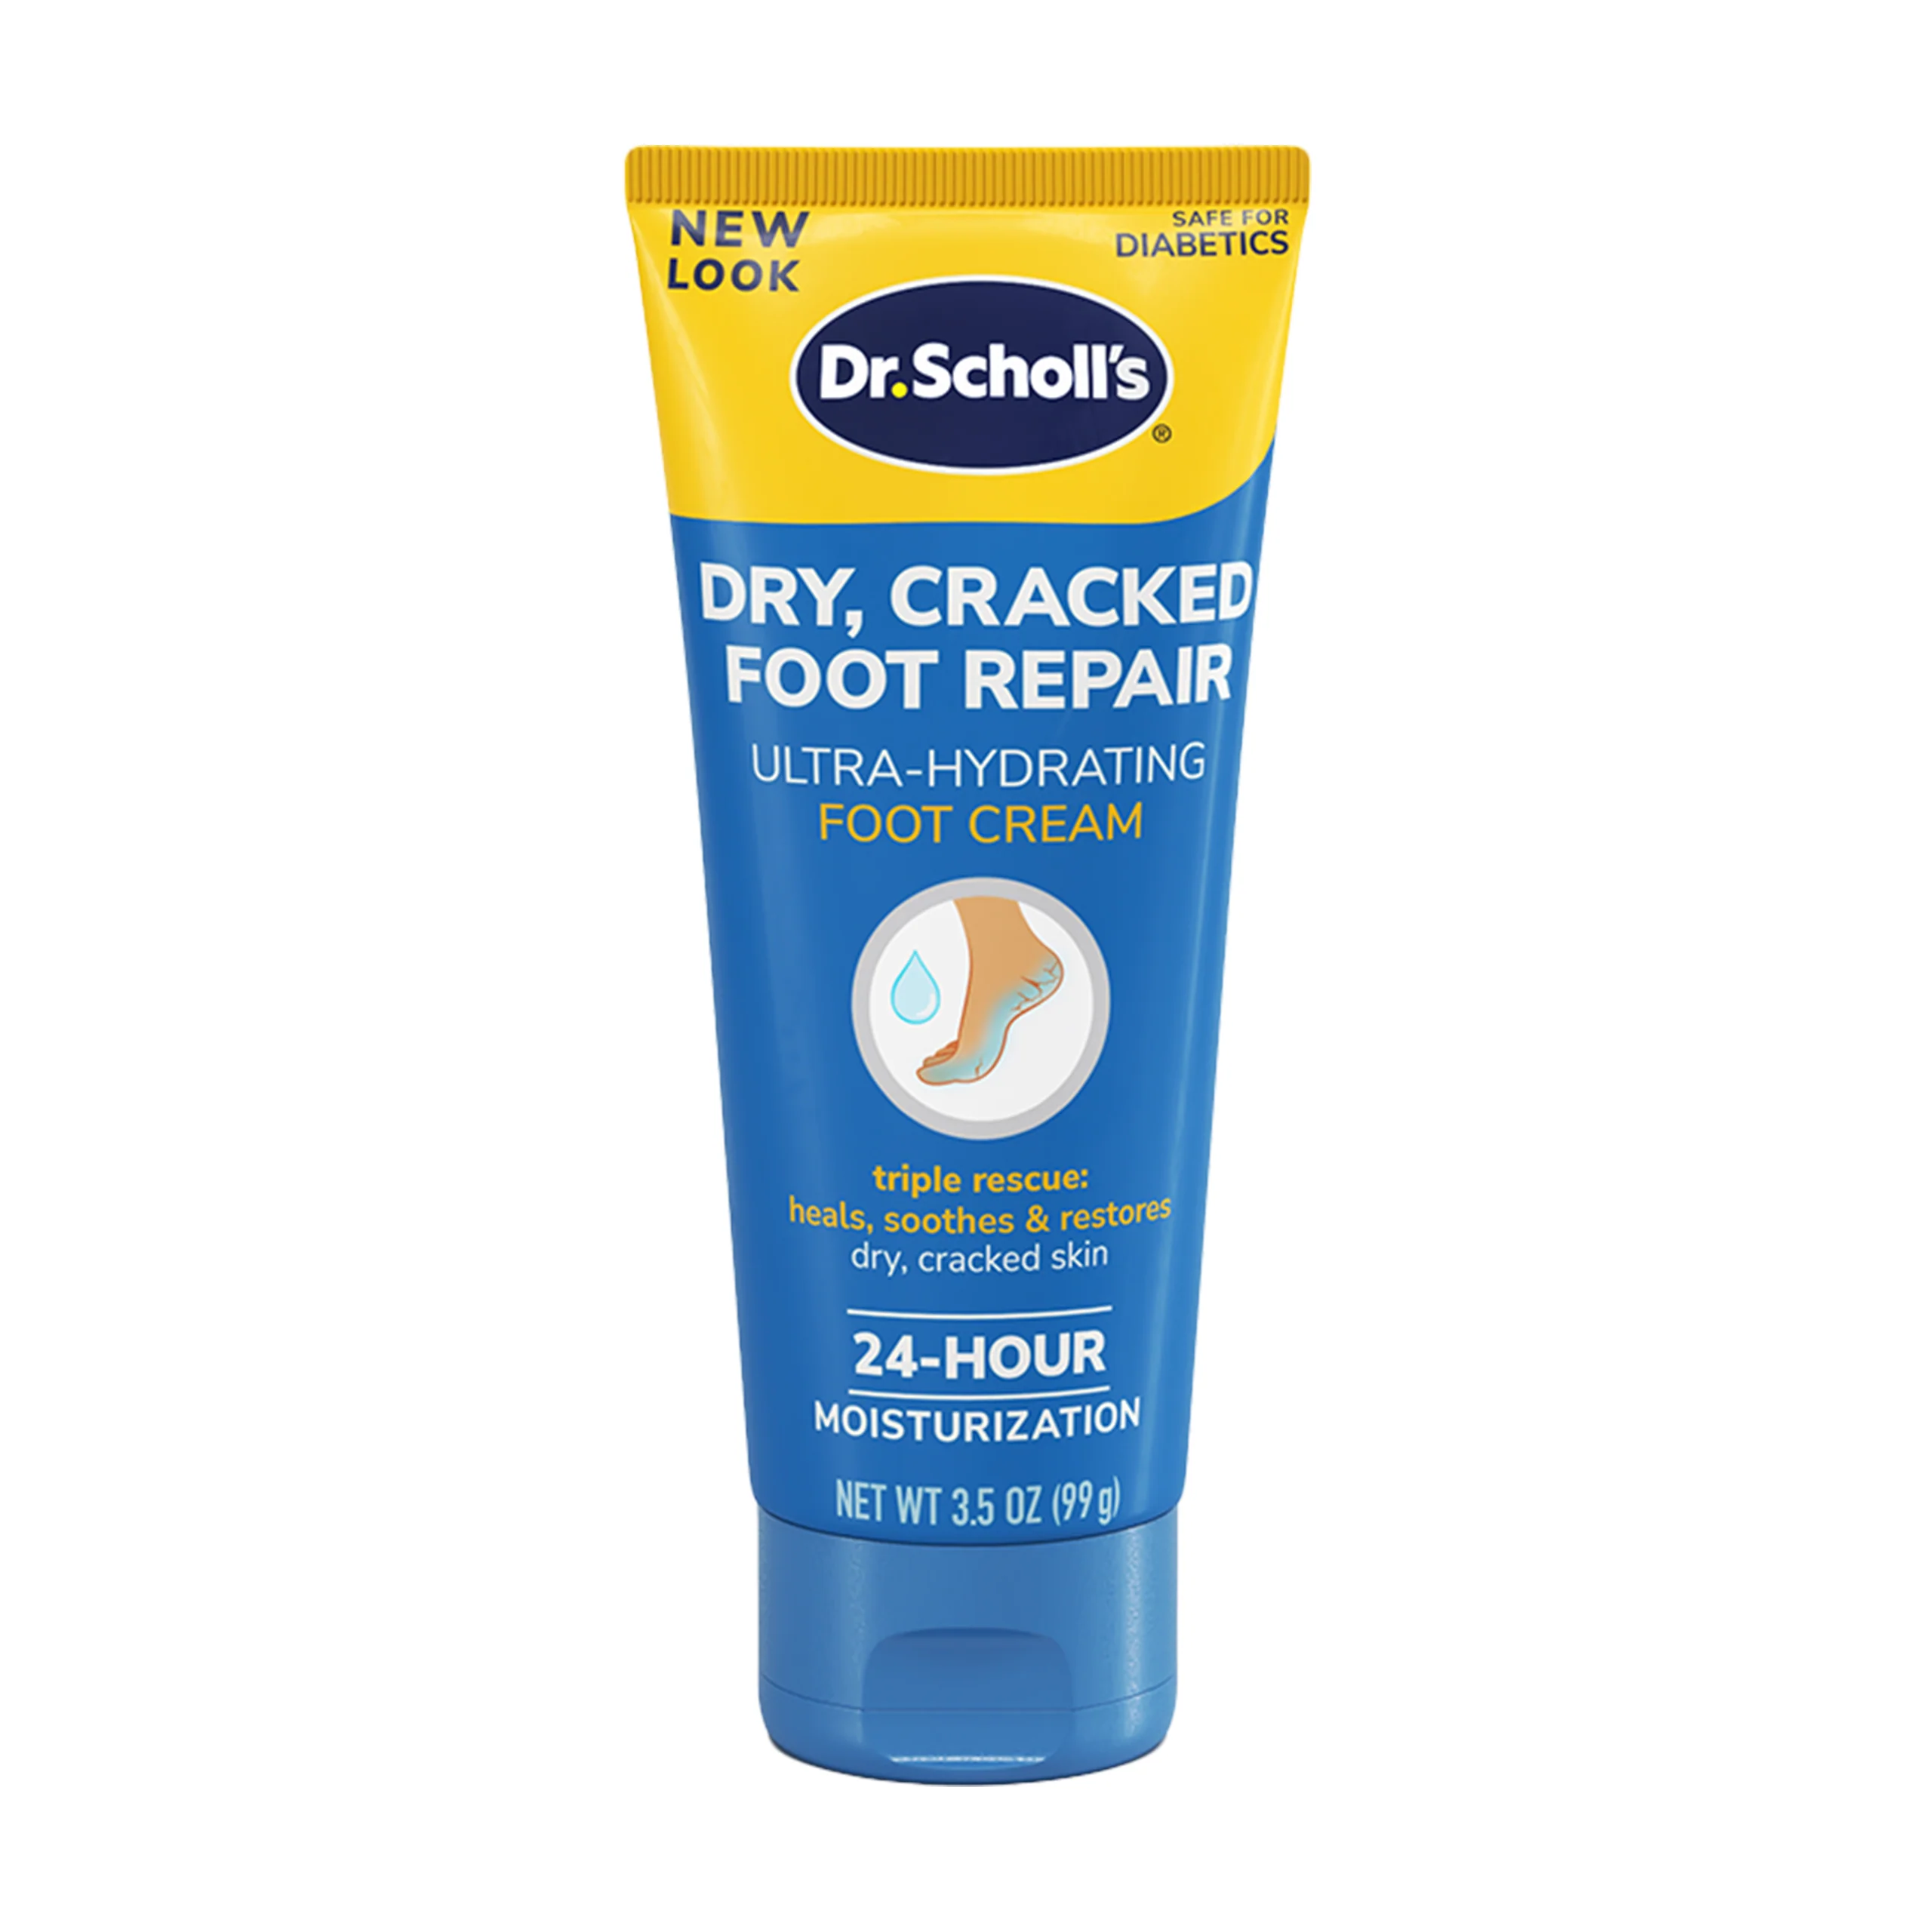 NEW
LOOK
SAFE FOR
DIABETICS
Dr.Scholl's
®
DRY, CRACKED
FOOT REPAIR
ULTRA-HYDRATING
FOOT CREAM
triple rescue:
heals, soothes & restores
dry, cracked skin
24-HOUR
MOISTURIZATION
NET WT 3.5 OZ (99 g)